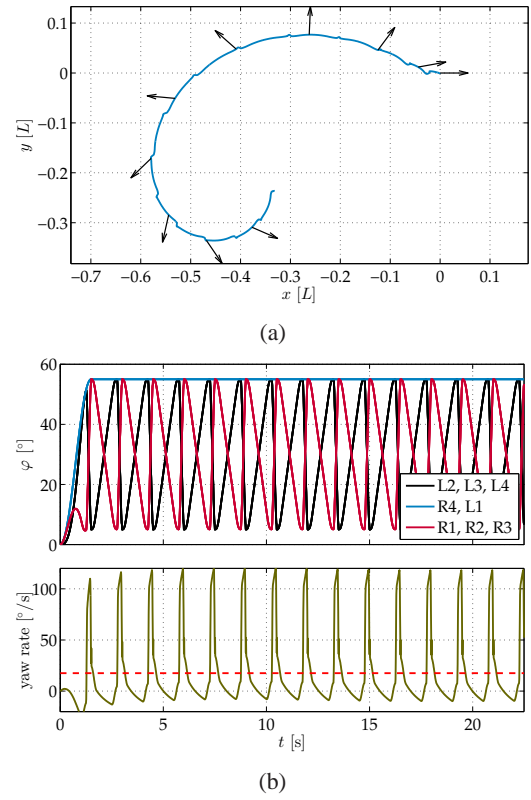 0.1
0
−0.1
−0.2
−0.3
y [L]
−0.7 −0.6 −0.5 −0.4 −0.3 −0.2 −0.1 0 0.1
x [L]
(a)
60
40
20
0
φ [°]
L2, L3, L4
R4, L1
R1, R2, R3
100
50
0
yaw rate [°/s]
0 5 10 15 20
t [s]
(b)